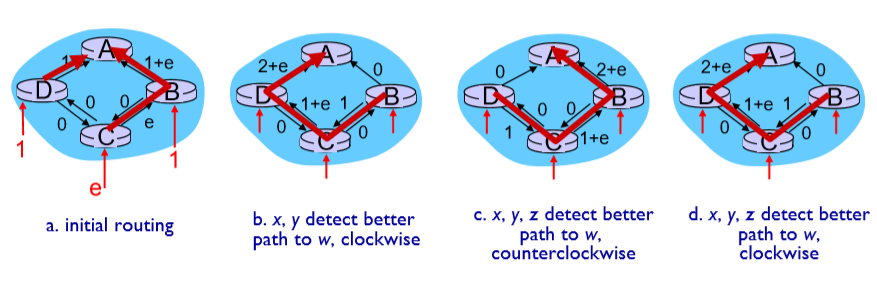 A
1
1+e
D
B
0
0
0
e
C
1
1
e
a. initial routing
A
2+e
0
D
B
1+e
1
0
0
C
b. x, y detect better
path to w, clockwise
A
0
2+e
D
B
0
0
1
1+e
C
c. x, y, z detect better
path to w,
counterclockwise
A
2+e
0
D
B
1+e
1
0
0
C
d. x, y, z detect better
path to w,
clockwise